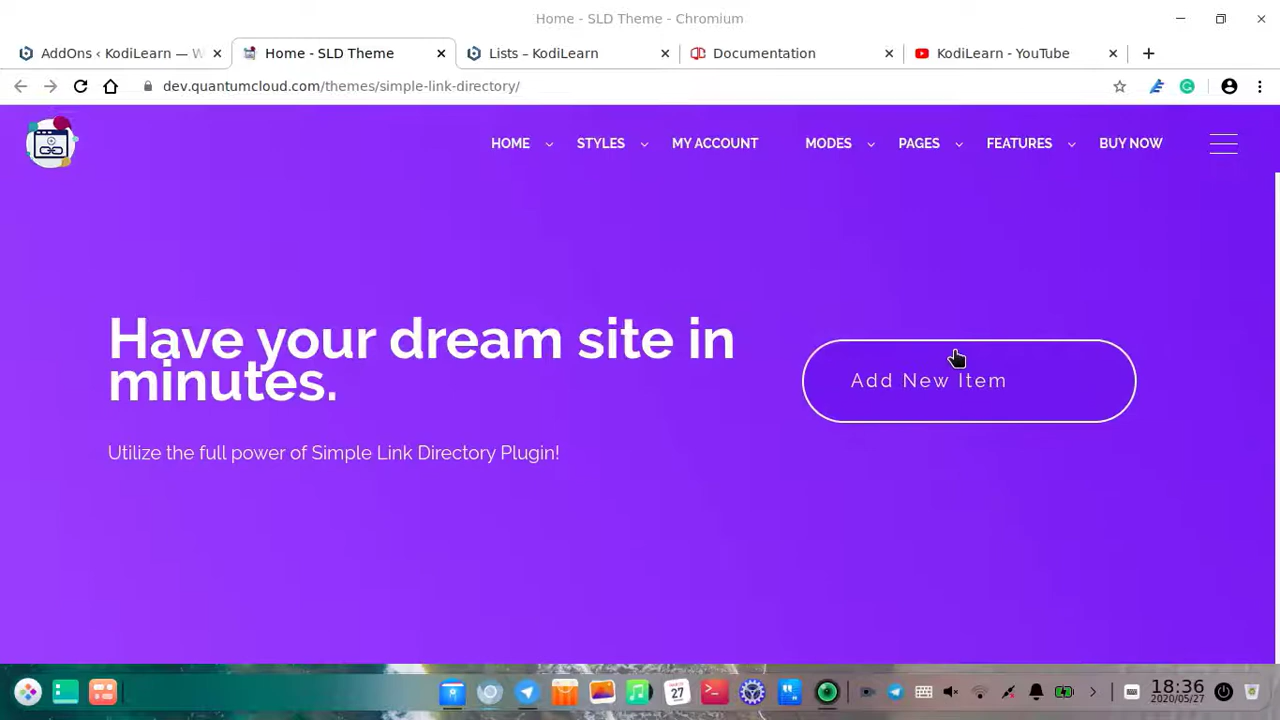 Home - SLD Theme - Chromium
AddOns ‹ KodiLearn — W
Home - SLD Theme
Lists – KodiLearn
Documentation
KodiLearn - YouTube
dev.quantumcloud.com/themes/simple-link-directory/
HOME
STYLES
MY ACCOUNT
MODES
PAGES
FEATURES
BUY NOW
Have your dream site in
minutes.
Add New Item
Utilize the full power of Simple Link Directory Plugin!
27
18:36
2020/05/27